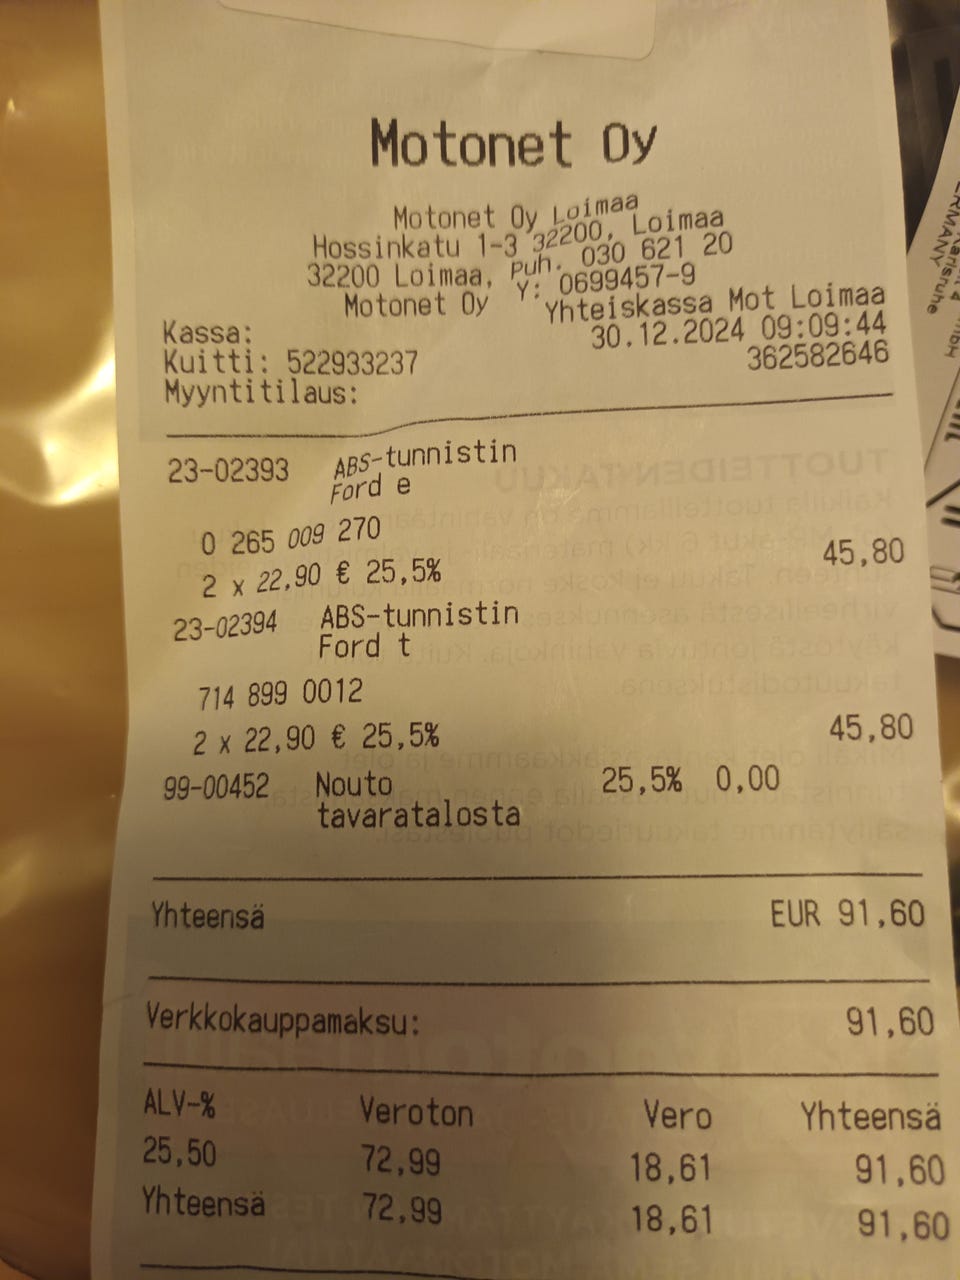 Motonet Oy
Motonet Oy Loimaa
Hossinkatu 1-3 32200, Loimaa
32200 Loimaa, Puh. 030 621 20
Motonet Oy Y: 0699457-9
Kassa: Yhteiskassa Mot Loimaa
Kuitti: 522933237 30.12.2024 09:09:44
Myyntitilaus: 362582646
23-02393 ABS-tunnistin
Ford e
0 265 009 270
2 x 22,90 € 25,5% 45,80
23-02394 ABS-tunnistin
Ford t
714 899 0012
2 x 22,90 € 25,5% 45,80
99-00452 Nouto 25,5% 0,00
tavaratalosta
Yhteensä EUR 91,60
Verkkokauppamaksu: 91,60
ALV-% Veroton Vero Yhteensä
25,50 72,99 18,61 91,60
Yhteensä 72,99 18,61 91,60